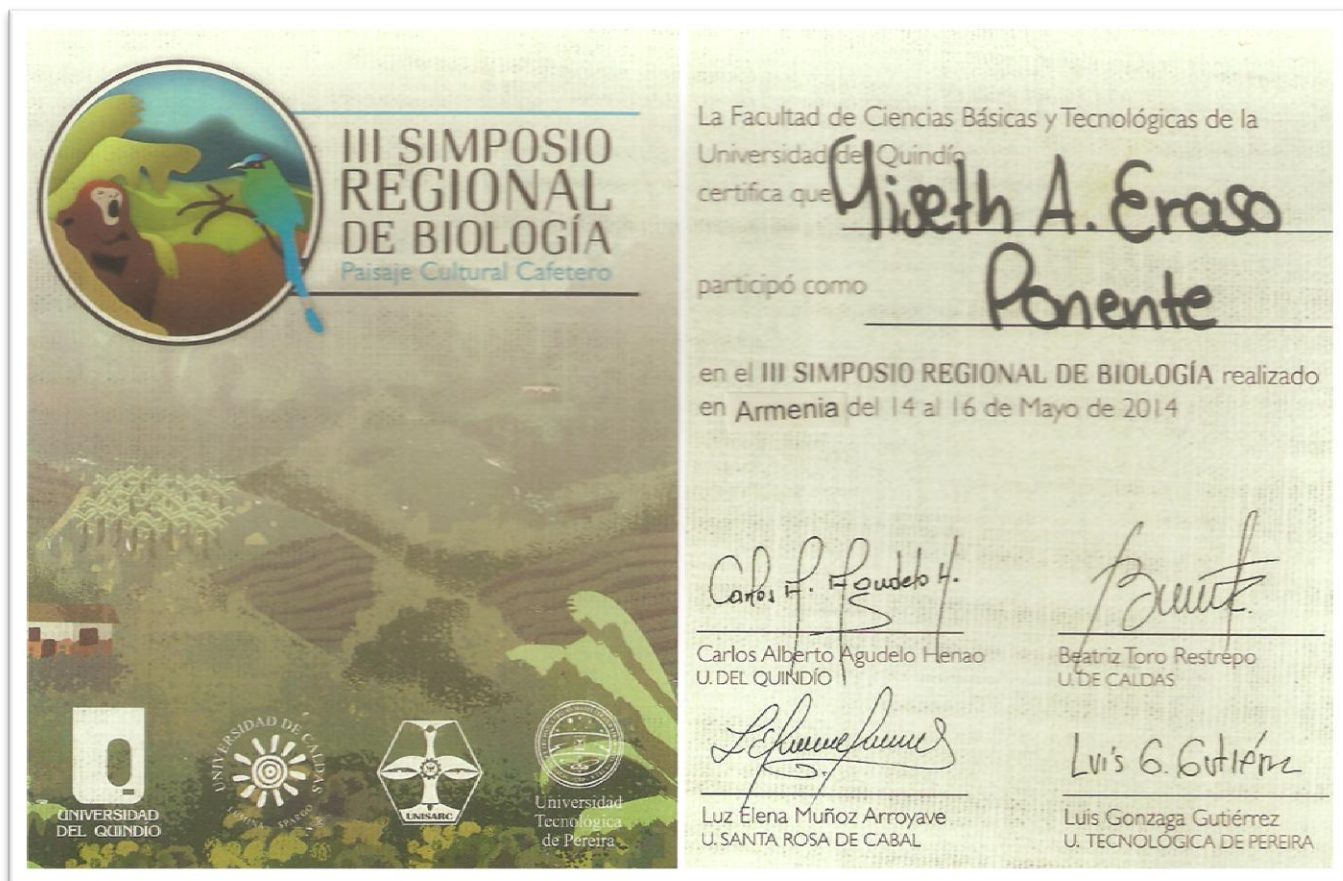 III SIMPOSIO
REGIONAL
DE BIOLOGÍA
Paisaje Cultural Cafetero
UNIVERSIDAD
DEL QUINDIO
UNIVERSIDAD DE CALDAS
UNISARC
Universidad
Tecnológica
de Pereira
La Facultad de Ciencias Básicas y Tecnológicas de la
Universidad del Quindío
certifica que Yiseth A. Eraso
participó como Ponente
en el III SIMPOSIO REGIONAL DE BIOLOGÍA realizado
en Armenia del 14 al 16 de Mayo de 2014
Carlos A. Agudelo H.
Carlos Alberto Agudelo Henao
U. DEL QUINDÍO
Beatriz Toro Restrepo
U. DE CALDAS
Luz Elena Muñoz Arroyave
U. SANTA ROSA DE CABAL
Luis G. Gutiérrez
Luis Gonzaga Gutiérrez
U. TECNOLÓGICA DE PEREIRA